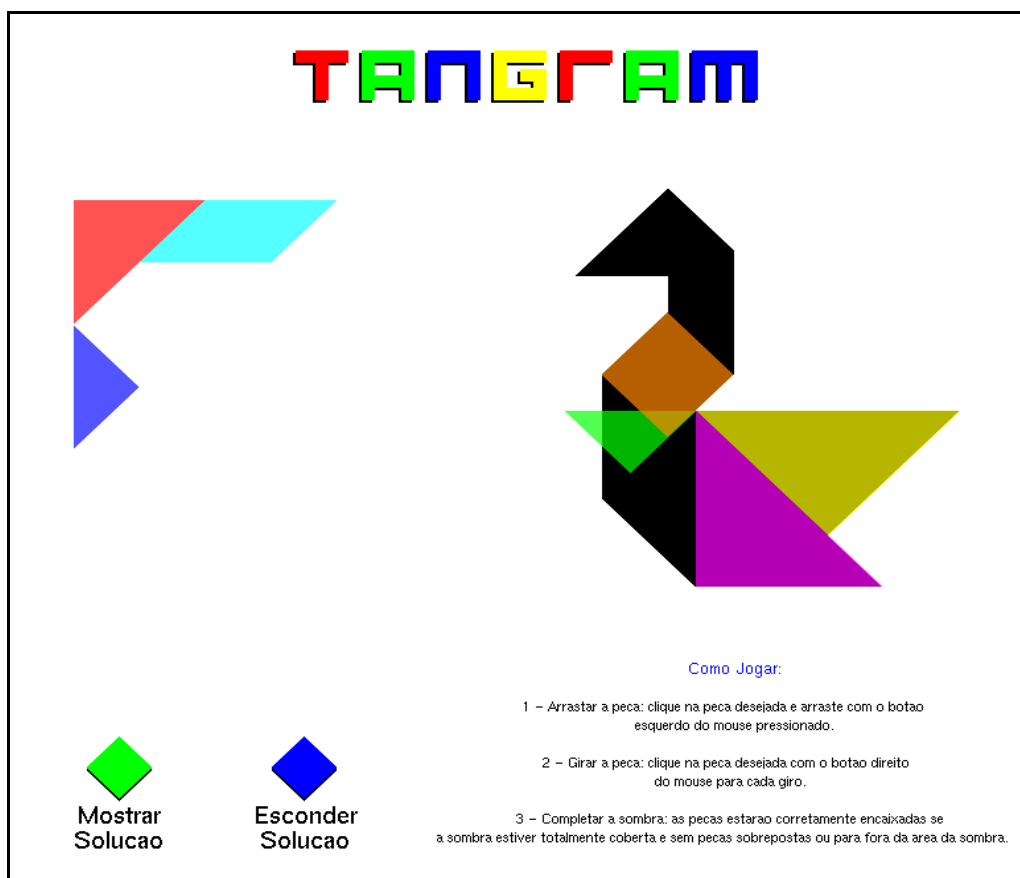 TANGRAM
Como Jogar:
1 - Arrastar a peca: clique na peca desejada e arraste com o botao
esquerdo do mouse pressionado.
2 - Girar a peca: clique na peca desejada com o botao direito
do mouse para cada giro.
3 - Completar a sombra: as pecas estarao corretamente encaixadas se
a sombra estiver totalmente coberta e sem pecas sobrepostas ou para fora da area da sombra.
Mostrar
Solucao
Esconder
Solucao